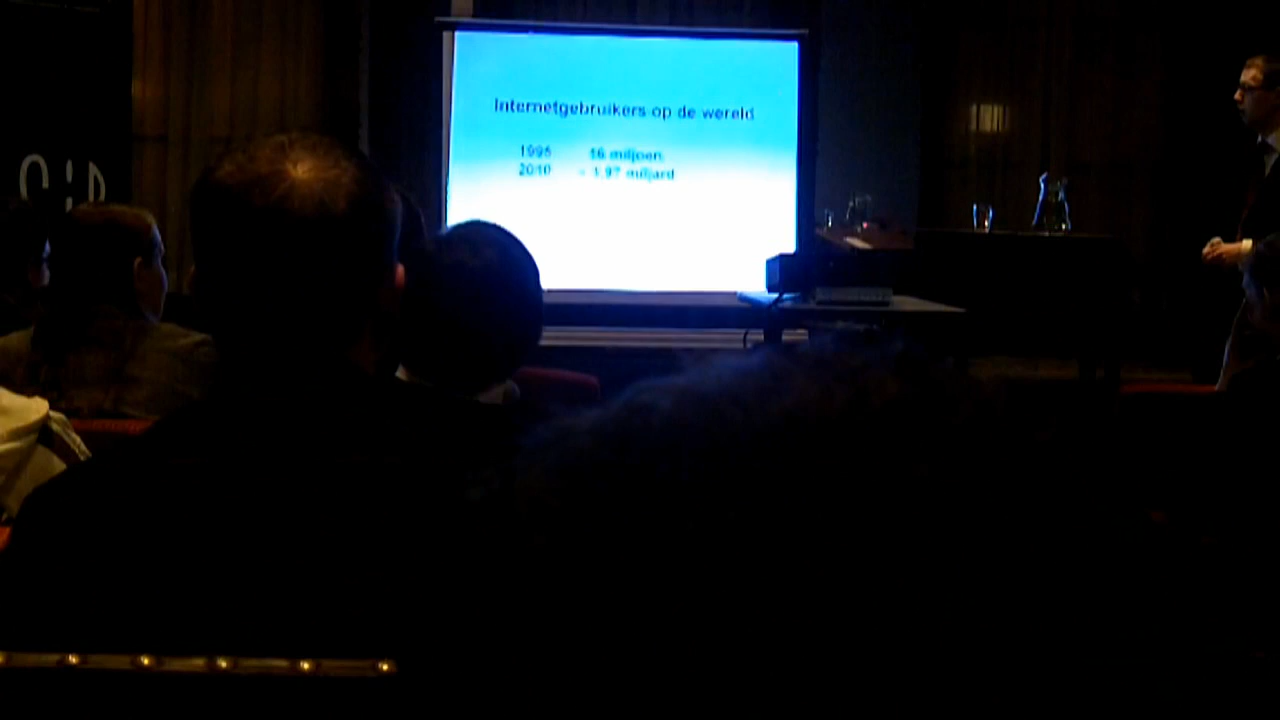 Internetgebruikers op de wereld
1995 16 miljoen
2010 ~ 1.97 miljard